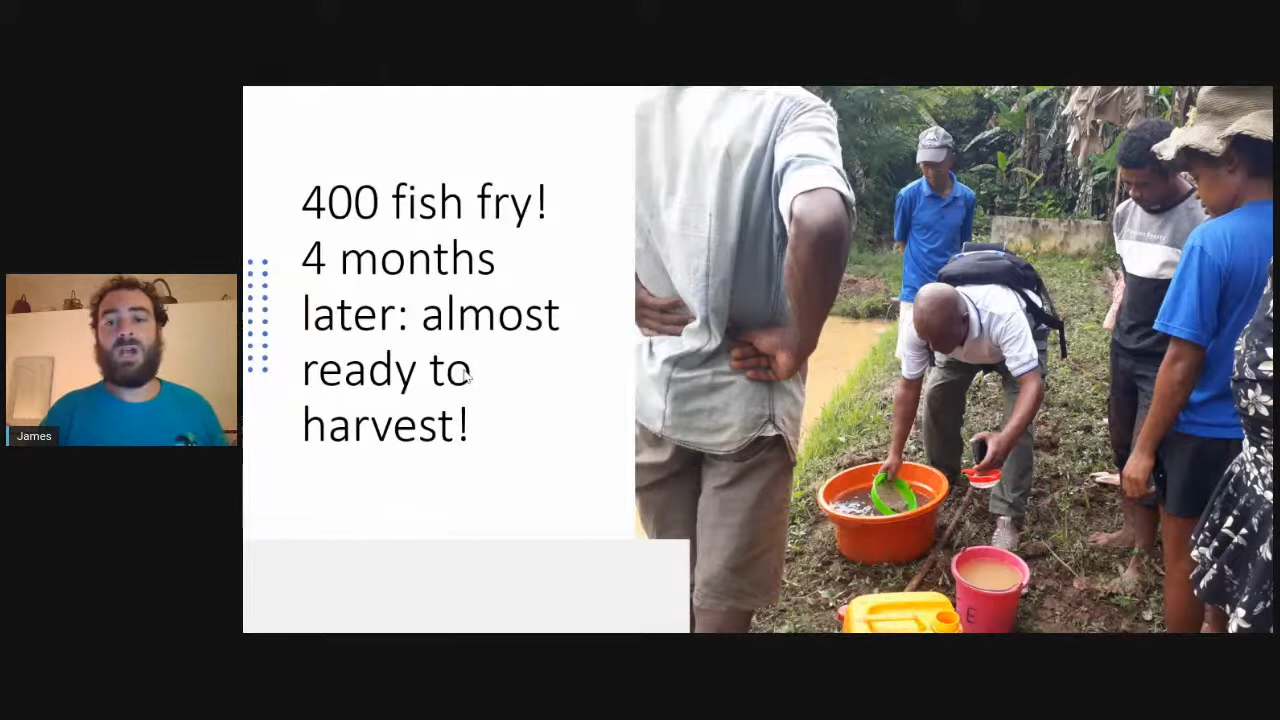 400 fish fry!
4 months
later: almost
ready to
harvest!
James
E